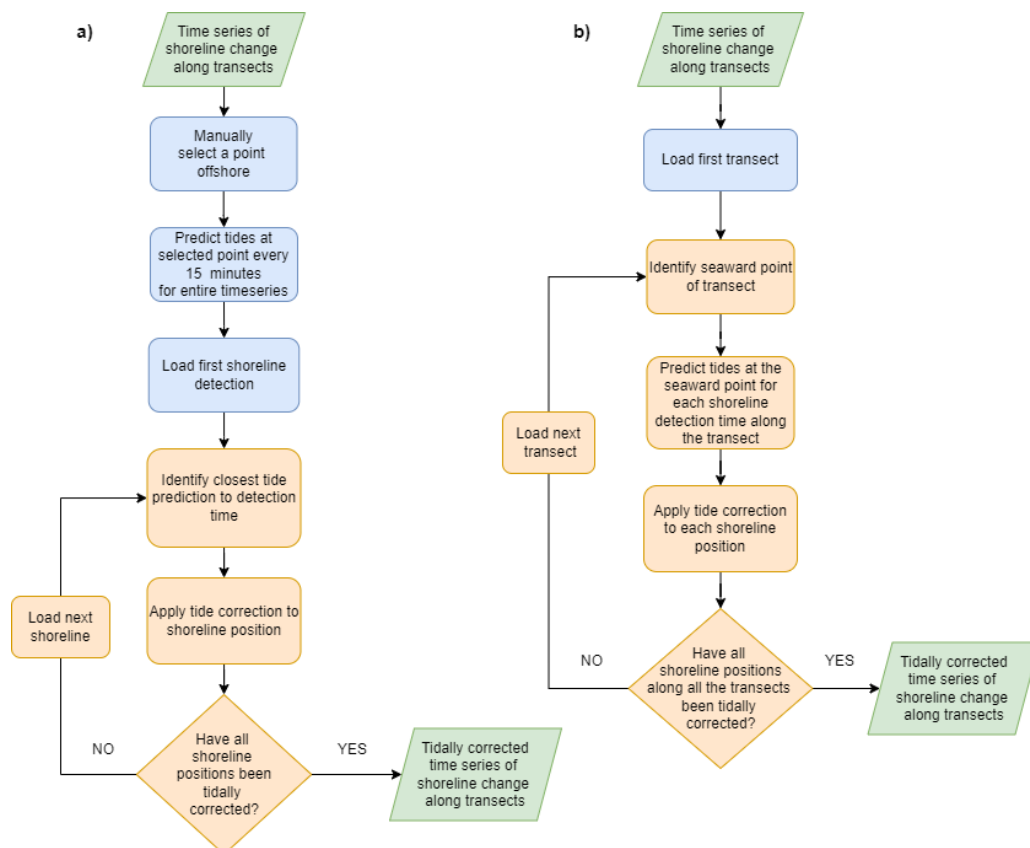 a)
Time series of
shoreline change
along transects
Manually
select a point
offshore
Predict tides at
selected point every
15 minutes
for entire timeseries
Load first shoreline
detection
Identify closest tide
prediction to detection
time
Load next
shoreline
Apply tide correction to
shoreline position
Have all
shoreline
positions been
tidally
corrected?
NO
YES
Tidally corrected
time series of
shoreline change
along transects
b)
Time series of
shoreline change
along transects
Load first transect
Identify seaward point
of transect
Predict tides at the
seaward point for
each shoreline
detection time along
the transect
Load next
transect
Apply tide correction
to each shoreline
position
Have all
shoreline positions
along all the transects
been tidally
corrected?
NO
YES
Tidally corrected
time series of
shoreline change
along transects